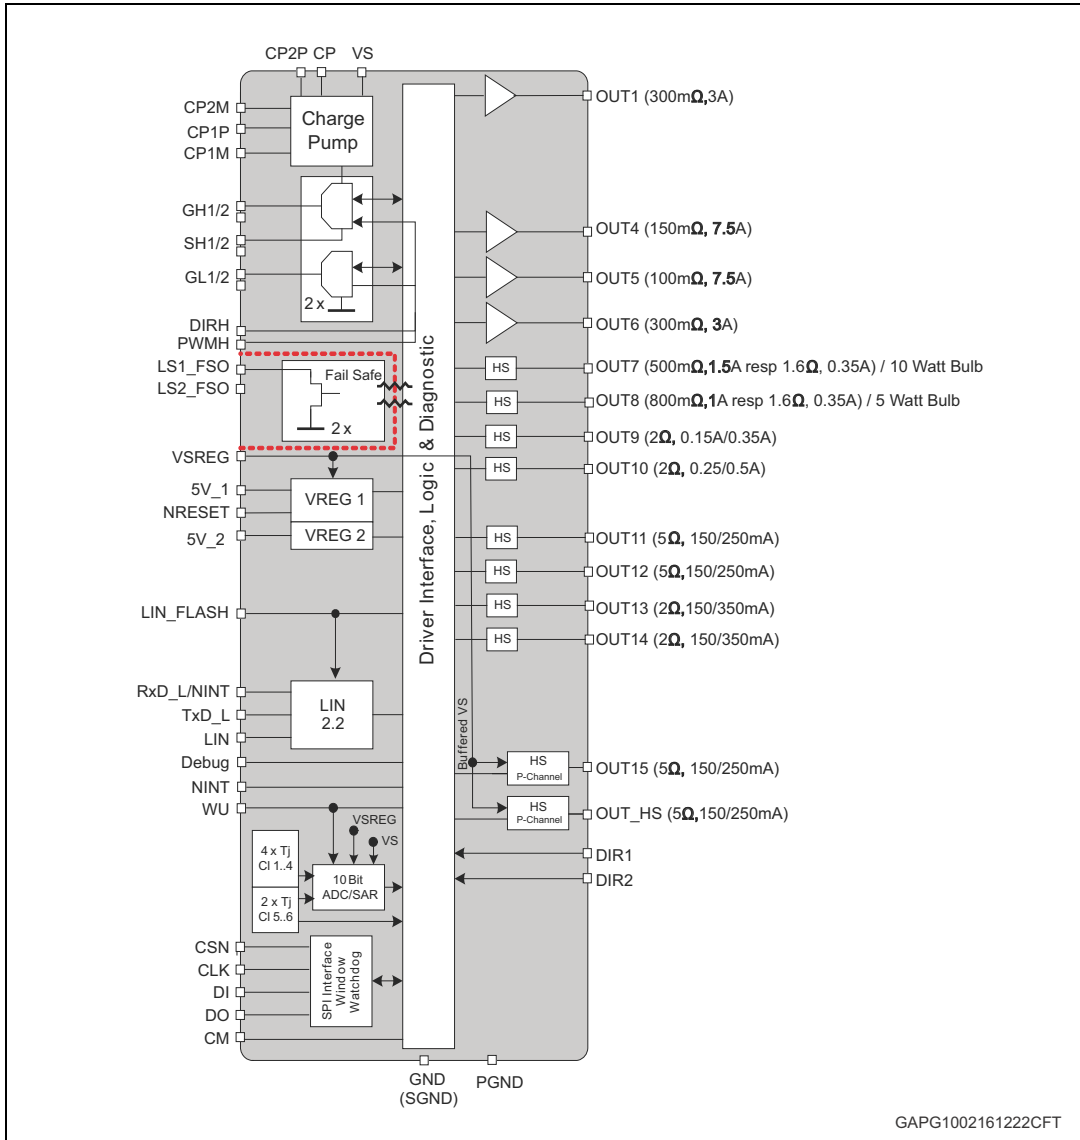 CP2P CP VS
CP2M
CP1P
CP1M
Charge
Pump
GH1/2
SH1/2
GL1/2
2 x
DIRH
PWMH
LS1_FSO
LS2_FSO
Fail Safe
2 x
VSREG
5V_1
NRESET
5V_2
VREG 1
VREG 2
LIN_FLASH
RxD_L/NINT
TxD_L
LIN
LIN
2.2
Debug
NINT
WU
VSREG
VS
4 x Tj
Cl 1..4
2 x Tj
Cl 5..6
10 Bit
ADC/SAR
CSN
CLK
DI
DO
CM
SPI Interface
Window
Watchdog
Driver Interface, Logic & Diagnostic
Buffered VS
OUT1 (300mΩ,3A)
OUT4 (150mΩ, 7.5A)
OUT5 (100mΩ, 7.5A)
OUT6 (300mΩ, 3A)
HS
OUT7 (500mΩ,1.5A resp 1.6Ω, 0.35A) / 10 Watt Bulb
HS
OUT8 (800mΩ,1A resp 1.6Ω, 0.35A) / 5 Watt Bulb
HS
OUT9 (2Ω, 0.15A/0.35A)
HS
OUT10 (2Ω, 0.25/0.5A)
HS
OUT11 (5Ω, 150/250mA)
HS
OUT12 (5Ω,150/250mA)
HS
OUT13 (2Ω,150/350mA)
HS
OUT14 (2Ω, 150/350mA)
HS
P-Channel
OUT15 (5Ω, 150/250mA)
HS
P-Channel
OUT_HS (5Ω,150/250mA)
DIR1
DIR2
GND
(SGND)
PGND
GAPG1002161222CFT